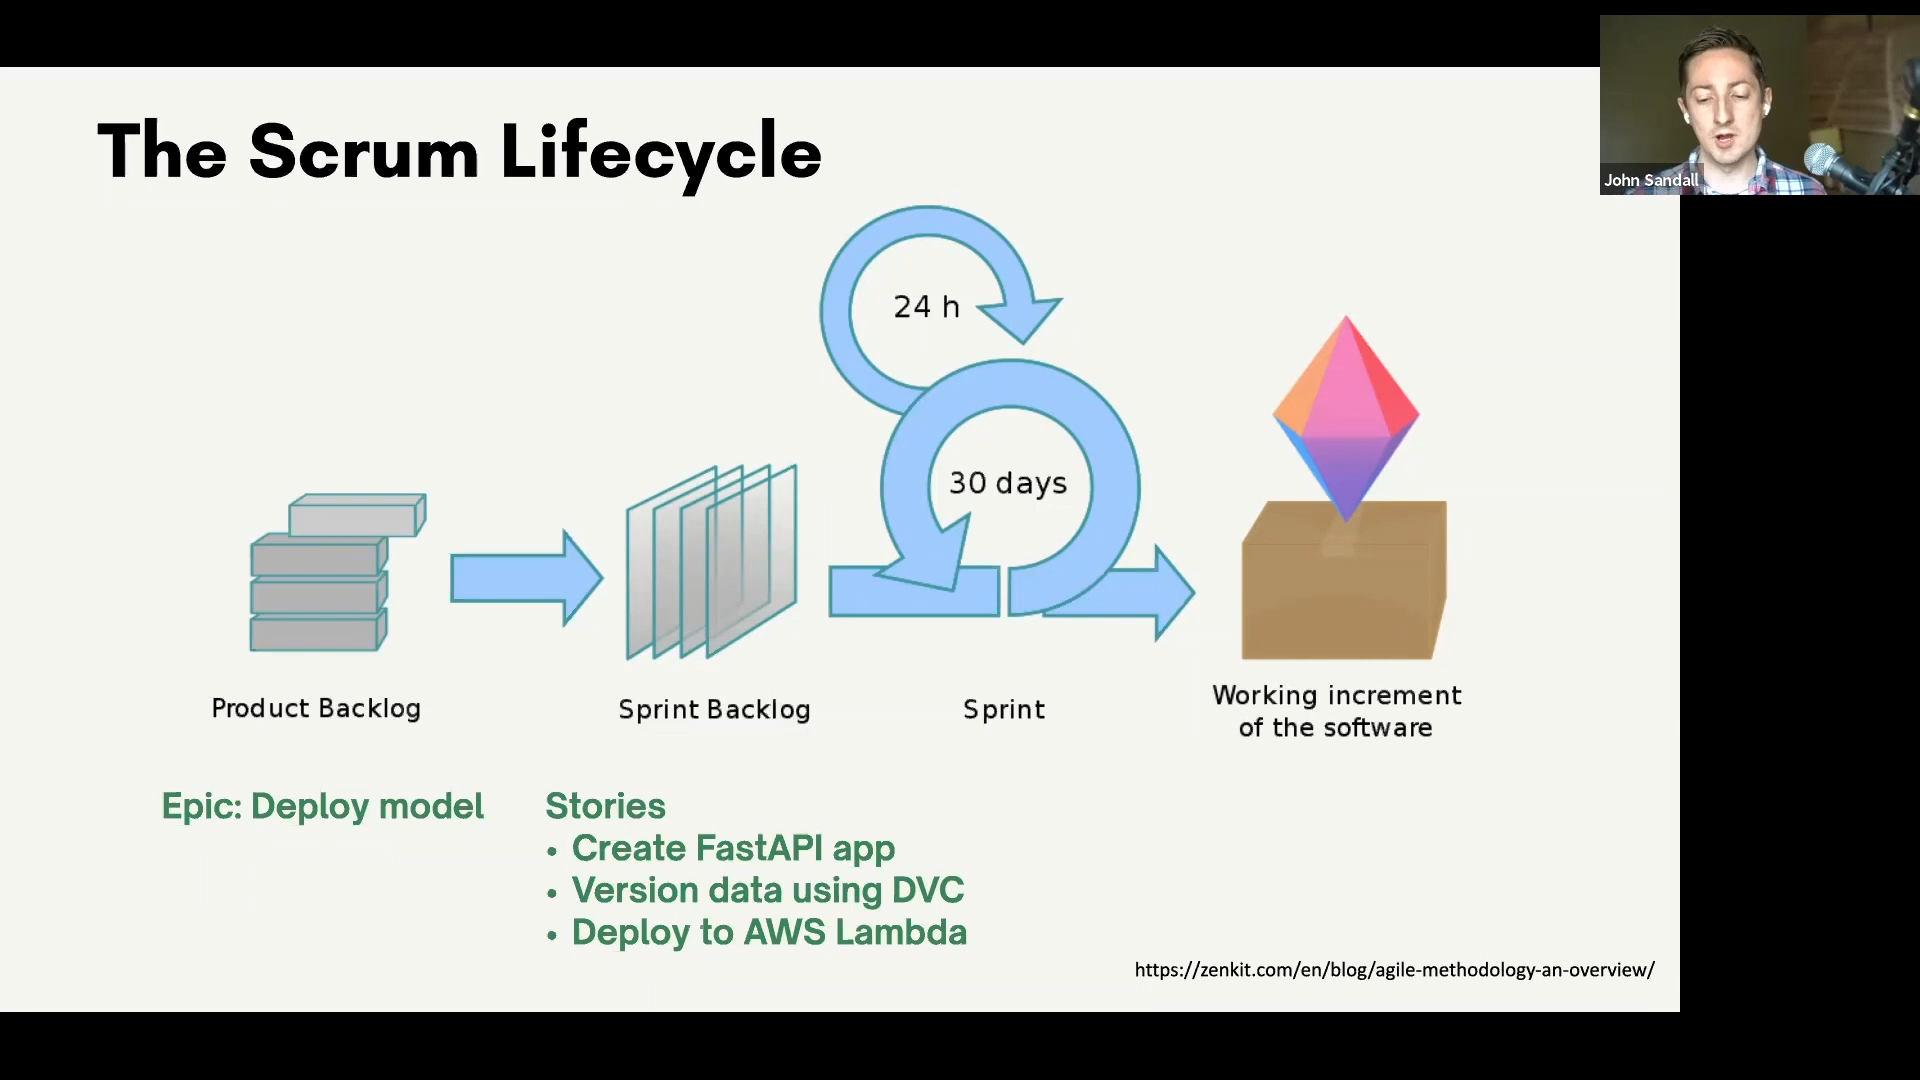 The Scrum Lifecycle
John Sandall
24 h
30 days
Product Backlog
Sprint Backlog
Sprint
Working increment
of the software
Epic: Deploy model
Stories
• Create FastAPI app
• Version data using DVC
• Deploy to AWS Lambda
https://zenkit.com/en/blog/agile-methodology-an-overview/